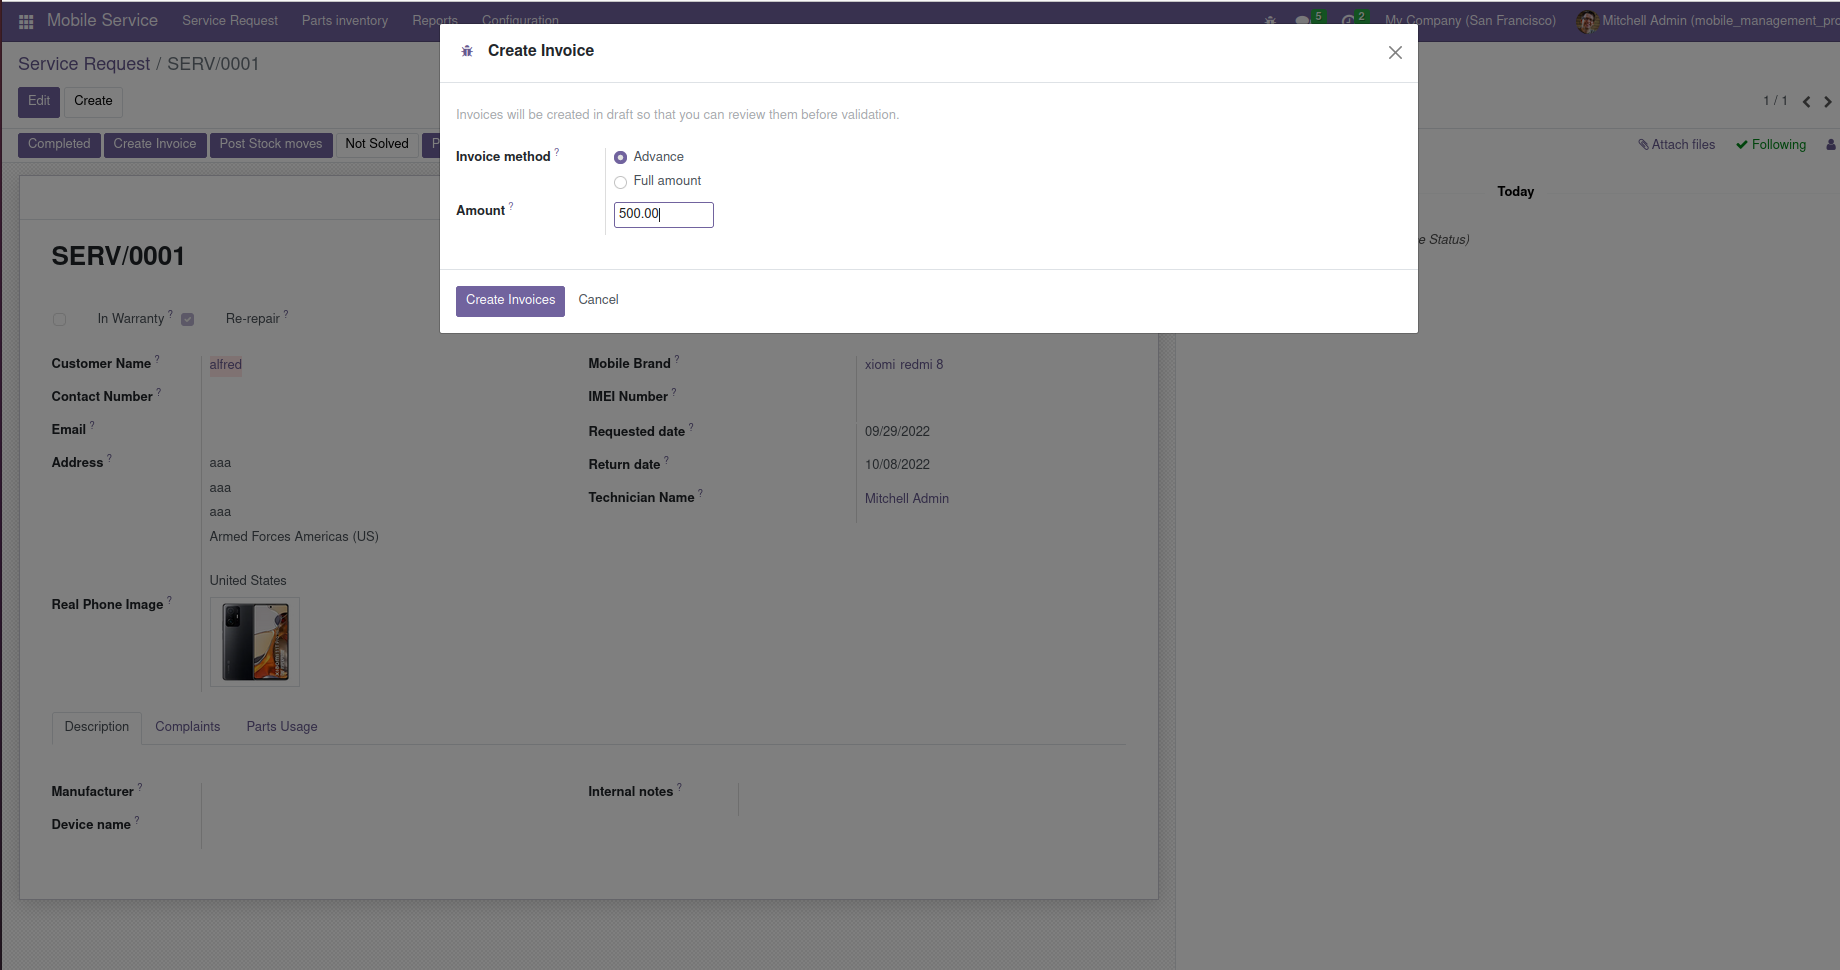 Mobile Service Service Request Parts inventory Reports Configuration 5 2 My Company (San Francisco) Mitchell Admin (mobile_management_pro
Service Request / SERV/0001
Edit Create
1 / 1
Completed Create Invoice Post Stock moves Not Solved P
Attach files Following
Create Invoice
Invoices will be created in draft so that you can review them before validation.
Invoice method ? Advance
Full amount
Amount ? 500.00
Create Invoices Cancel
Today
e Status)
SERV/0001
In Warranty ? Re-repair ?
Customer Name ? alfred
Contact Number ?
Email ?
Address ? aaa
aaa
aaa
Armed Forces Americas (US)
United States
Real Phone Image ?
Mobile Brand ? xiomi redmi 8
IMEI Number ?
Requested date ? 09/29/2022
Return date ? 10/08/2022
Technician Name ? Mitchell Admin
Description Complaints Parts Usage
Manufacturer ?
Device name ?
Internal notes ?